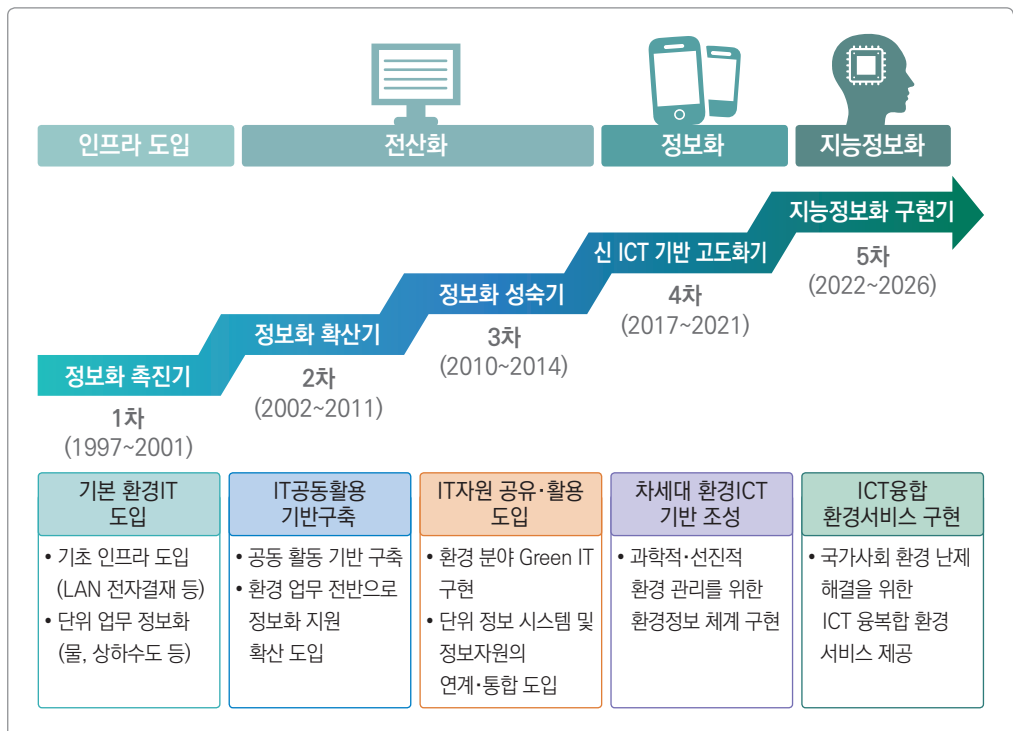 인프라 도입
전산화
정보화
지능정보화
정보화 촉진기
1차
(1997~2001)
정보화 확산기
2차
(2002~2011)
정보화 성숙기
3차
(2010~2014)
신 ICT 기반 고도화기
4차
(2017~2021)
지능정보화 구현기
5차
(2022~2026)
기본 환경IT
도입
• 기초 인프라 도입
(LAN 전자결재 등)
• 단위 업무 정보화
(물, 상하수도 등)
IT공동활용
기반구축
• 공동 활동 기반 구축
• 환경 업무 전반으로
정보화 지원
확산 도입
IT자원 공유·활용
도입
• 환경 분야 Green IT
구현
• 단위 정보 시스템 및
정보자원의
연계·통합 도입
차세대 환경ICT
기반 조성
• 과학적·선진적
환경 관리를 위한
환경정보 체계 구현
ICT융합
환경서비스 구현
• 국가사회 환경 난제
해결을 위한
ICT 융복합 환경
서비스 제공